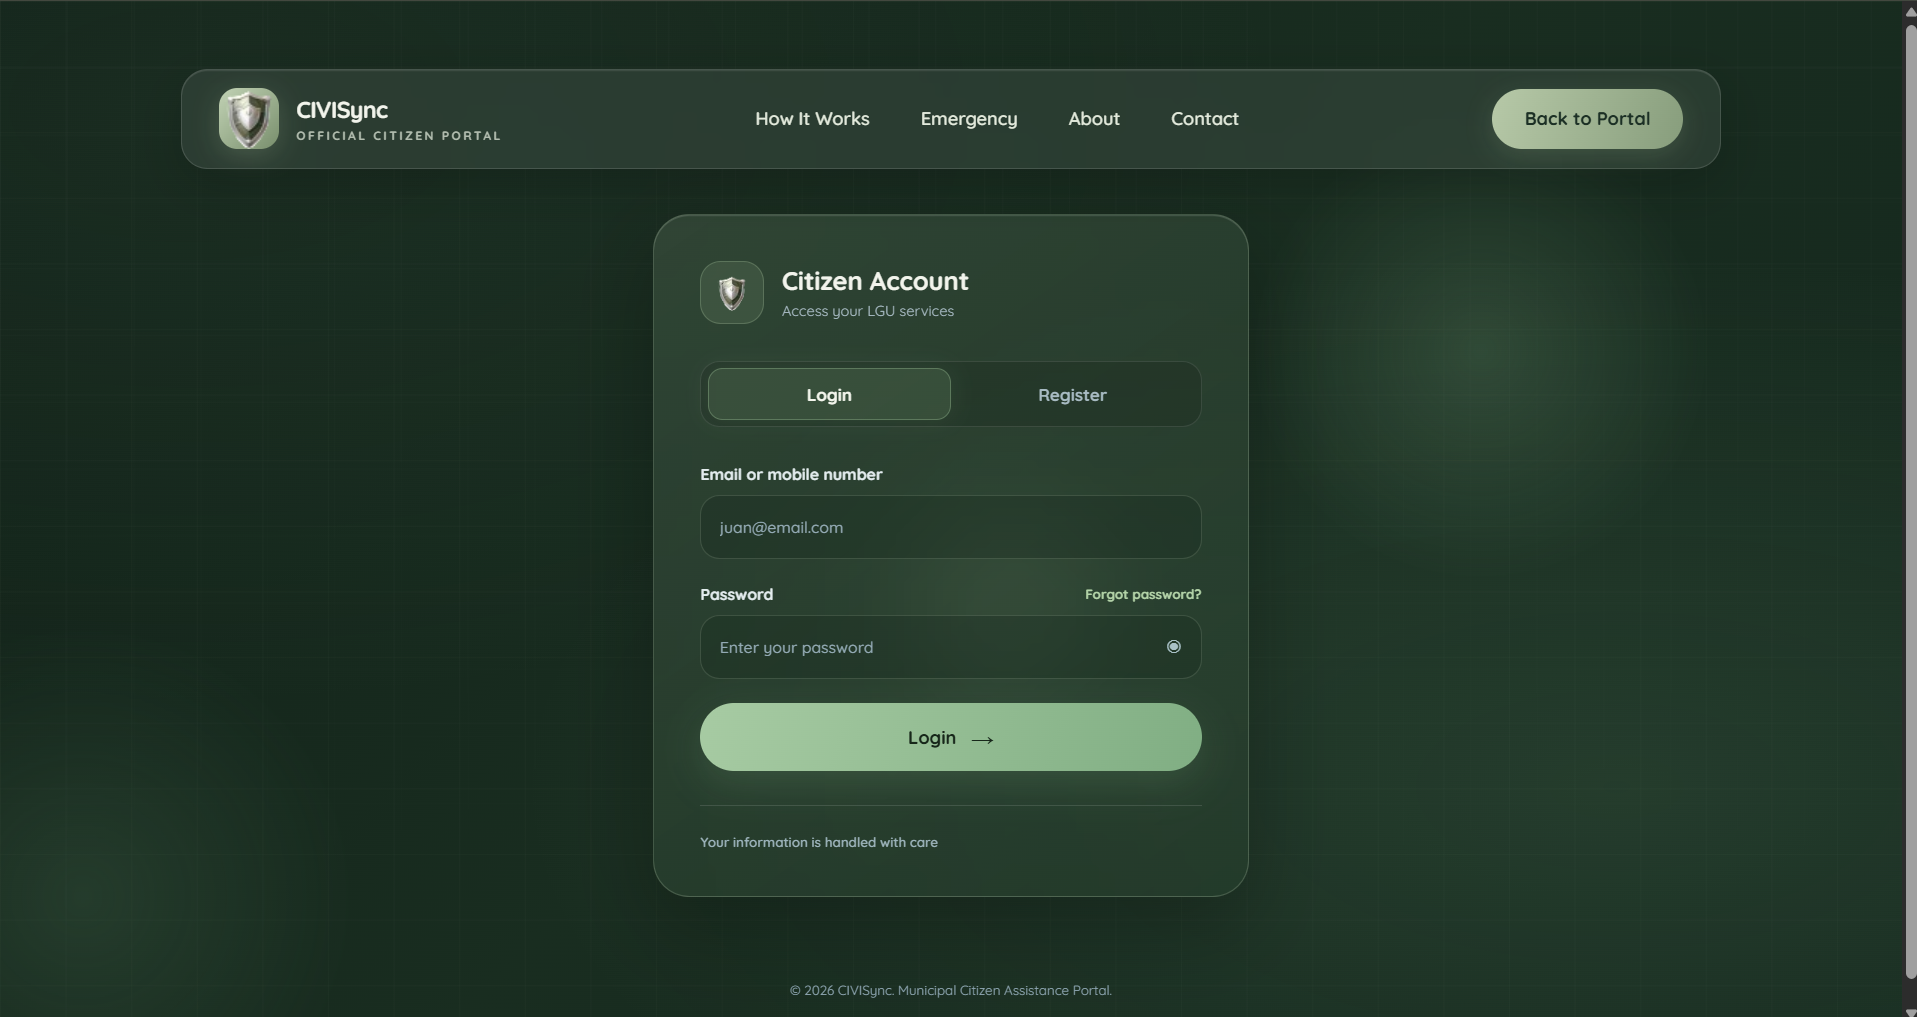 CIVISync
OFFICIAL CITIZEN PORTAL
How It Works
Emergency
About
Contact
Back to Portal
Citizen Account
Access your LGU services
Login
Register
Email or mobile number
juan@email.com
Password
Forgot password?
Enter your password
Login →
Your information is handled with care
© 2026 CIVISync. Municipal Citizen Assistance Portal.